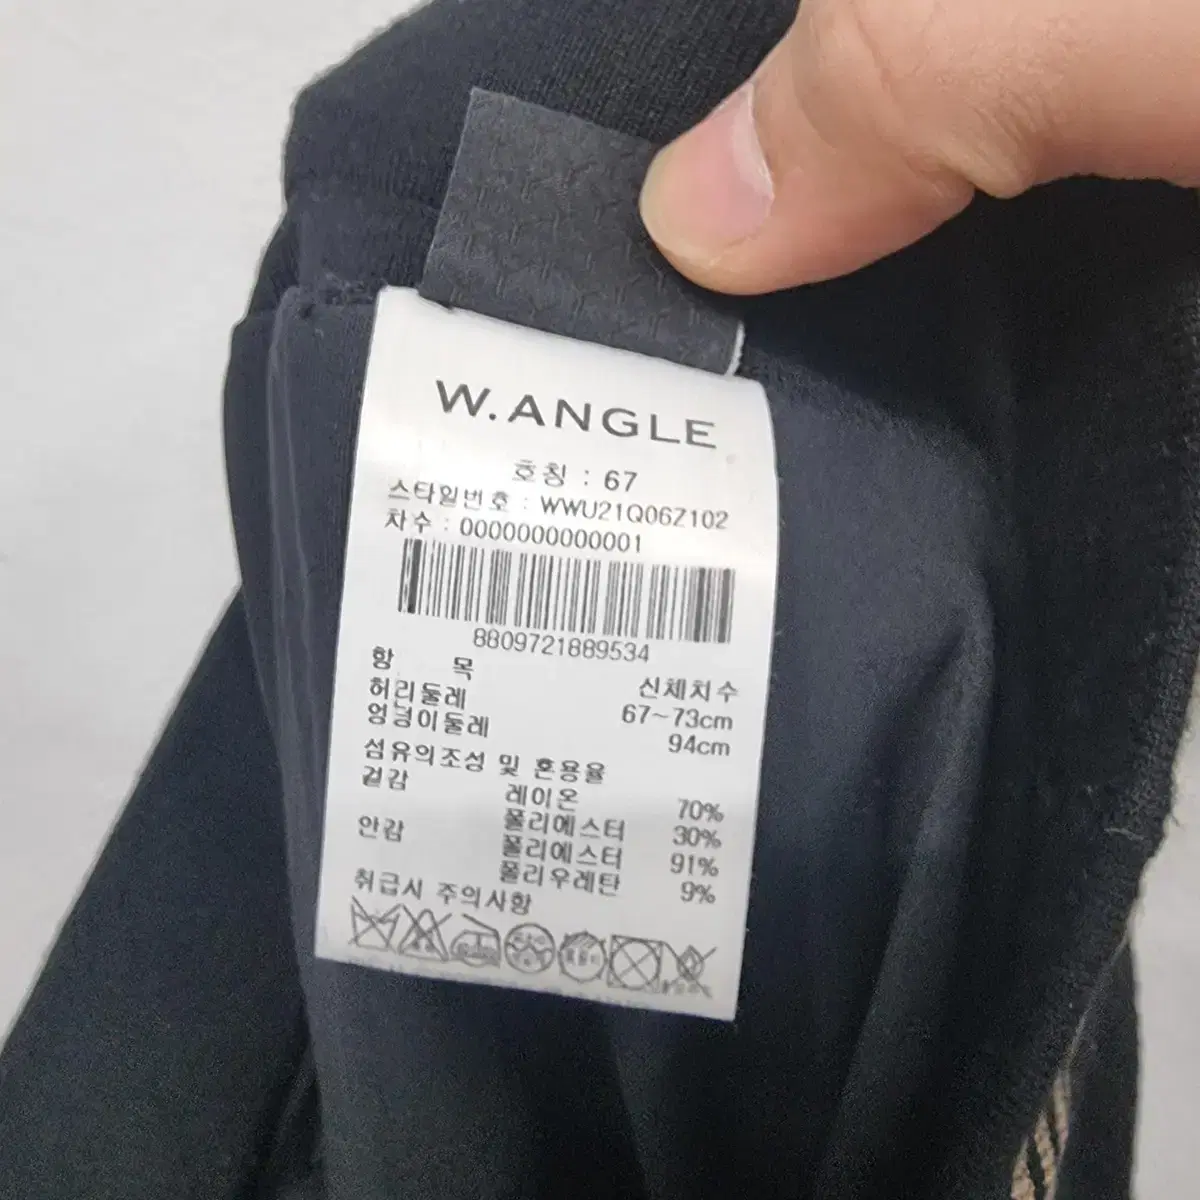 W.ANGLE
호칭 : 67
스타일번호 : WWU21Q06Z102
차수 : 0000000000001
8809721889534
항 목 신체치수
허리둘레 67~73cm
엉덩이둘레 94cm
섬유의조성 및 혼용율
겉감 레이온 70%
폴리에스터 30%
안감 폴리에스터 91%
폴리우레탄 9%
취급시 주의사항